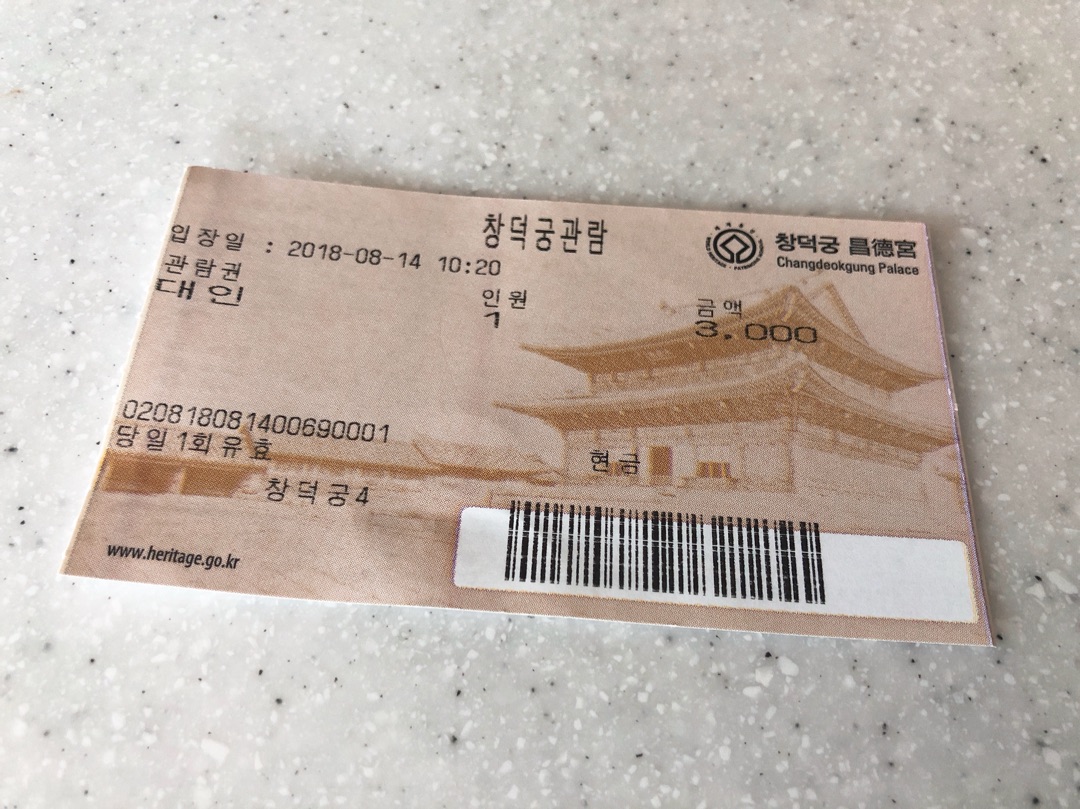 창덕궁관람
창덕궁 昌德宮
Changdeokgung Palace
입장일 : 2018-08-14 10:20
관람권
대인
인원
1
금액
3,000
020818081400690001
당일1회유효
현금
창덕궁4
www.heritage.go.kr